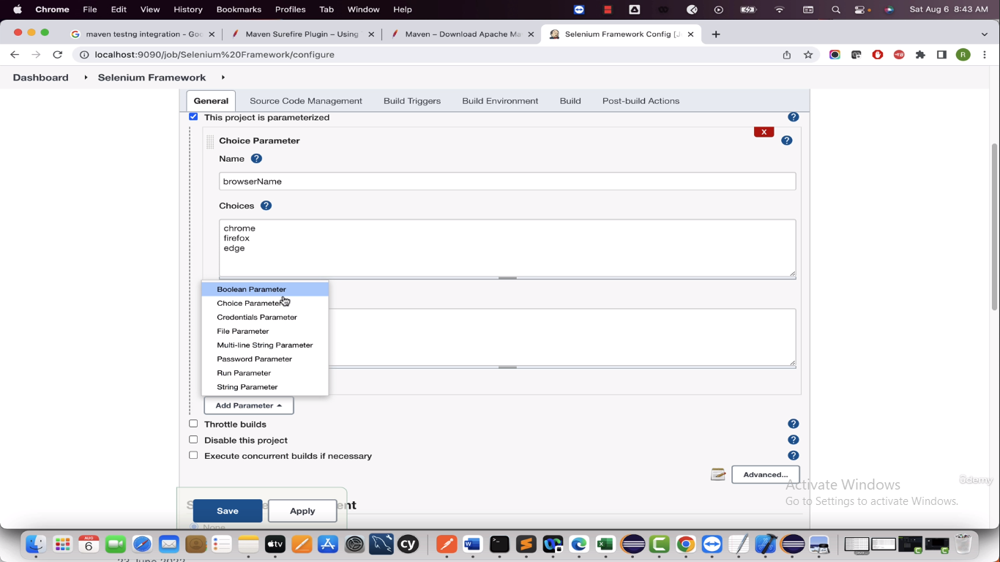 Chrome File Edit View History Bookmarks Profiles Tab Window Help Sat Aug 6 8:43 AM
maven testng integration - Goo Maven Surefire Plugin – Using Maven – Download Apache Ma Selenium Framework Config [J
localhost:9090/job/Selenium%20Framework/configure R
Dashboard Selenium Framework
General Source Code Management Build Triggers Build Environment Build Post-build Actions
This project is parameterized
X
Choice Parameter
Name
browserName
Choices
chrome
firefox
edge
Boolean Parameter
Choice Parameter
Credentials Parameter
File Parameter
Multi-line String Parameter
Password Parameter
Run Parameter
String Parameter
Add Parameter
Throttle builds
Disable this project
Execute concurrent builds if necessary
Advanced...
Activate Windows
Go to Settings to activate Windows.
ûdemy
Save Apply
None
AUG
6
tv
cy
23 June 2022